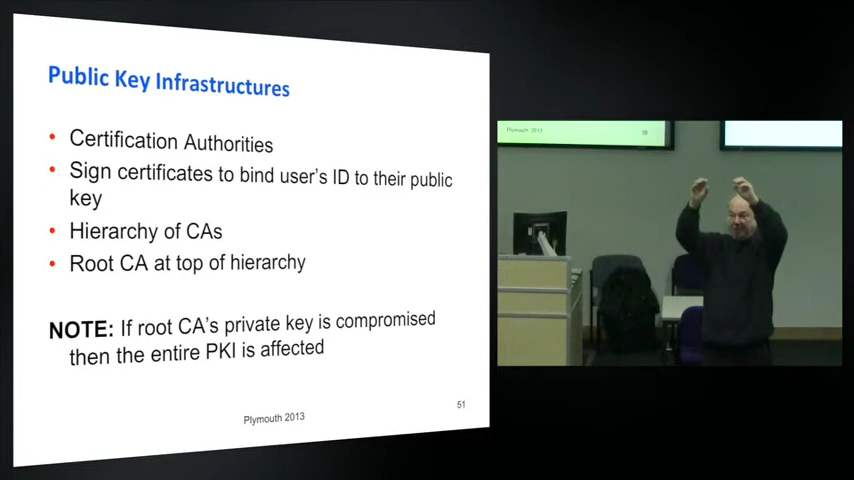 Public Key Infrastructures
• Certification Authorities
• Sign certificates to bind user's ID to their public
key
• Hierarchy of CAs
• Root CA at top of hierarchy
NOTE: If root CA's private key is compromised
then the entire PKI is affected
Plymouth 2013
51
Plymouth 2013